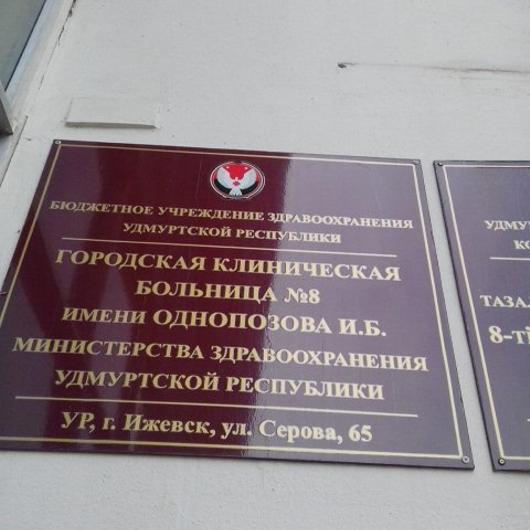 БЮДЖЕТНОЕ УЧРЕЖДЕНИЕ ЗДРАВООХРАНЕНИЯ
УДМУРТСКОЙ РЕСПУБЛИКИ
ГОРОДСКАЯ КЛИНИЧЕСКАЯ
БОЛЬНИЦА №8
ИМЕНИ ОДНОПОЗОВА И.Б.
МИНИСТЕРСТВА ЗДРАВООХРАНЕНИЯ
УДМУРТСКОЙ РЕСПУБЛИКИ
УР, г. Ижевск, ул. Серова, 65